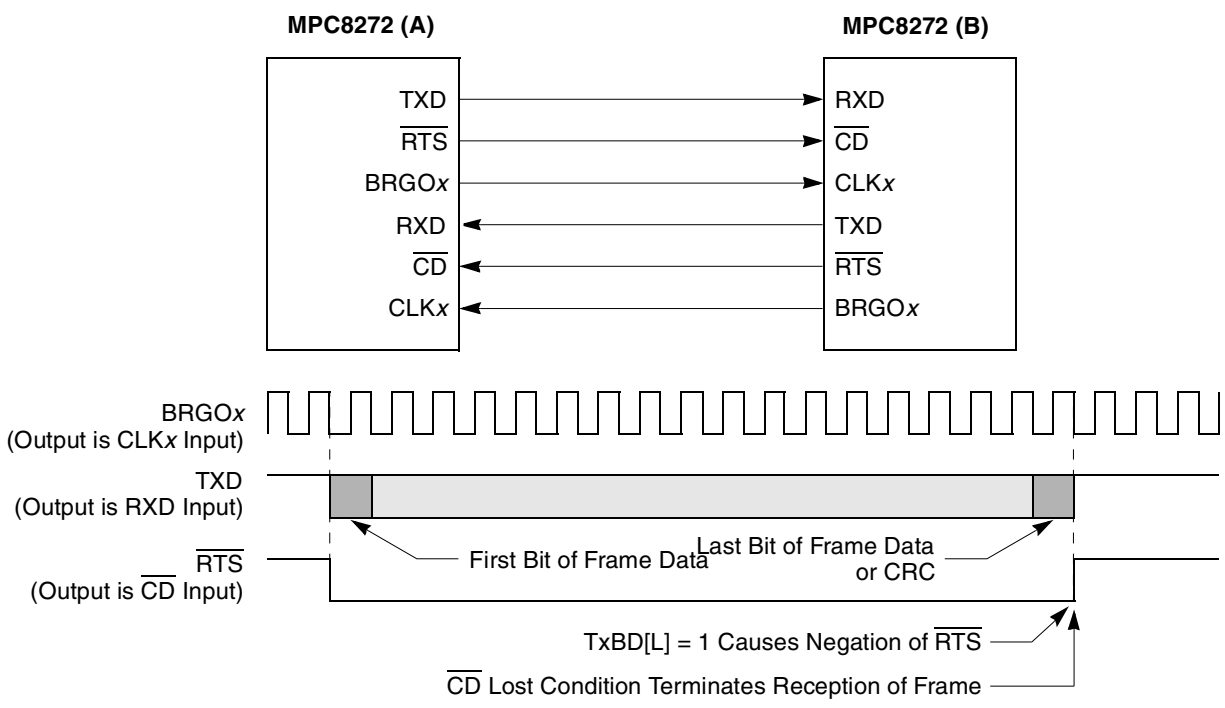 MPC8272 (A)
MPC8272 (B)
TXD
RTS
BRGOx
RXD
CD
CLKx
RXD
CD
CLKx
TXD
RTS
BRGOx
BRGOx
(Output is CLKx Input)
TXD
(Output is RXD Input)
First Bit of Frame Data
Last Bit of Frame Data
or CRC
RTS
(Output is CD Input)
TxBD[L] = 1 Causes Negation of RTS
CD Lost Condition Terminates Reception of Frame